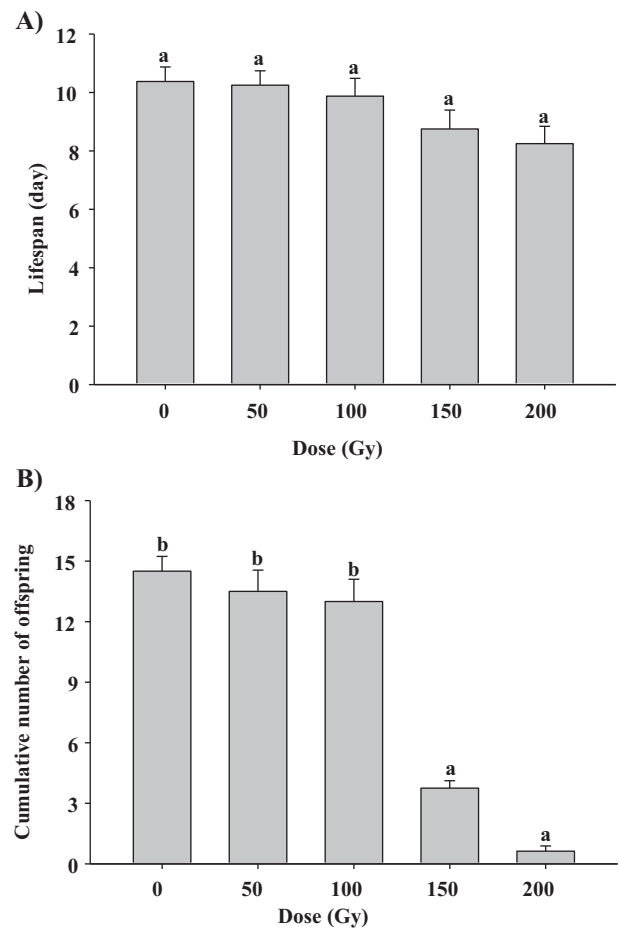 A)
12
10
8
6
4
2
0
Lifespan (day)
a a a a a
0 50 100 150 200
Dose (Gy)
B)
18
15
12
9
6
3
0
Cumulative number of offspring
b b b a a
0 50 100 150 200
Dose (Gy)